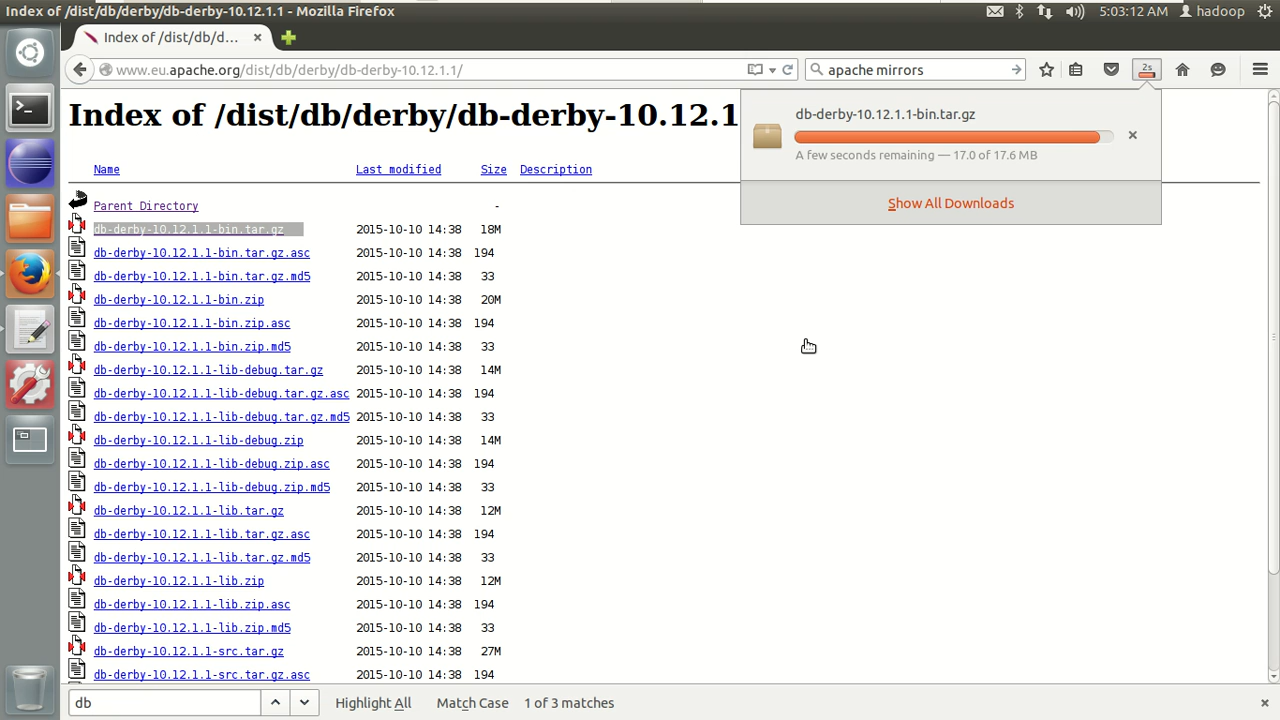 Index of /dist/db/derby/db-derby-10.12.1.1 - Mozilla Firefox
5:03:12 AM hadoop
Index of /dist/db/d...
www.eu.apache.org/dist/db/derby/db-derby-10.12.1.1/
apache mirrors
2s
Index of /dist/db/derby/db-derby-10.12.1
db-derby-10.12.1.1-bin.tar.gz
A few seconds remaining — 17.0 of 17.6 MB
Show All Downloads
Name Last modified Size Description
Parent Directory -
db-derby-10.12.1.1-bin.tar.gz 2015-10-10 14:38 18M
db-derby-10.12.1.1-bin.tar.gz.asc 2015-10-10 14:38 194
db-derby-10.12.1.1-bin.tar.gz.md5 2015-10-10 14:38 33
db-derby-10.12.1.1-bin.zip 2015-10-10 14:38 20M
db-derby-10.12.1.1-bin.zip.asc 2015-10-10 14:38 194
db-derby-10.12.1.1-bin.zip.md5 2015-10-10 14:38 33
db-derby-10.12.1.1-lib-debug.tar.gz 2015-10-10 14:38 14M
db-derby-10.12.1.1-lib-debug.tar.gz.asc 2015-10-10 14:38 194
db-derby-10.12.1.1-lib-debug.tar.gz.md5 2015-10-10 14:38 33
db-derby-10.12.1.1-lib-debug.zip 2015-10-10 14:38 14M
db-derby-10.12.1.1-lib-debug.zip.asc 2015-10-10 14:38 194
db-derby-10.12.1.1-lib-debug.zip.md5 2015-10-10 14:38 33
db-derby-10.12.1.1-lib.tar.gz 2015-10-10 14:38 12M
db-derby-10.12.1.1-lib.tar.gz.asc 2015-10-10 14:38 194
db-derby-10.12.1.1-lib.tar.gz.md5 2015-10-10 14:38 33
db-derby-10.12.1.1-lib.zip 2015-10-10 14:38 12M
db-derby-10.12.1.1-lib.zip.asc 2015-10-10 14:38 194
db-derby-10.12.1.1-lib.zip.md5 2015-10-10 14:38 33
db-derby-10.12.1.1-src.tar.gz 2015-10-10 14:38 27M
db-derby-10.12.1.1-src.tar.gz.asc 2015-10-10 14:38 194
db Highlight All Match Case 1 of 3 matches